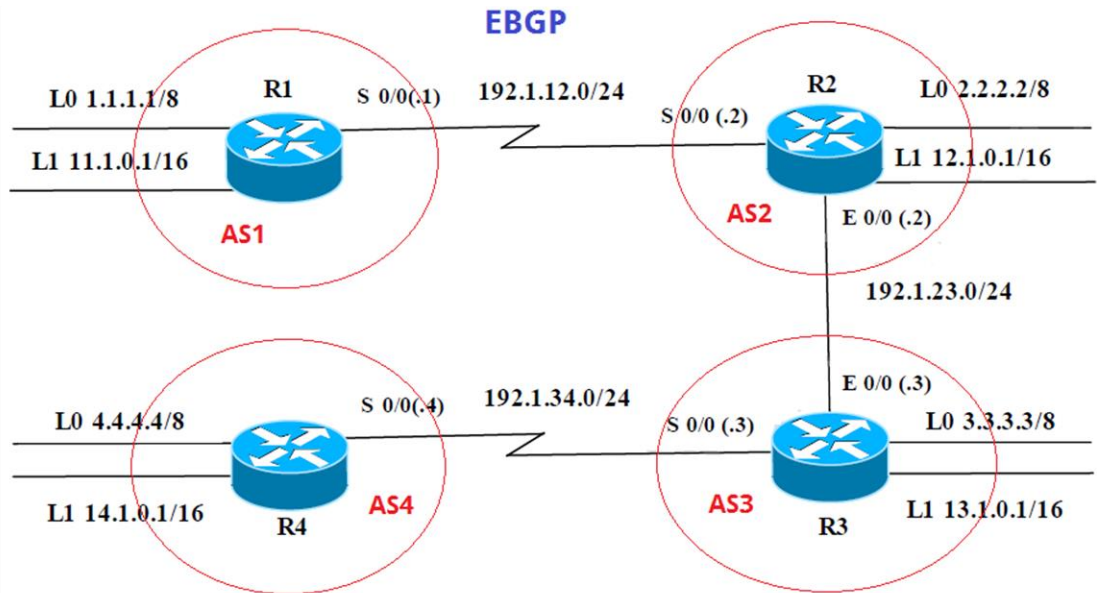 EBGP
R1
L0 1.1.1.1/8
S 0/0(.1)
192.1.12.0/24
L1 11.1.0.1/16
AS1
R2
S 0/0 (.2)
L0 2.2.2.2/8
L1 12.1.0.1/16
AS2
E 0/0 (.2)
192.1.23.0/24
L0 4.4.4.4/8
S 0/0(.4)
192.1.34.0/24
L1 14.1.0.1/16
R4
AS4
E 0/0 (.3)
S 0/0 (.3)
L0 3.3.3.3/8
AS3
R3
L1 13.1.0.1/16